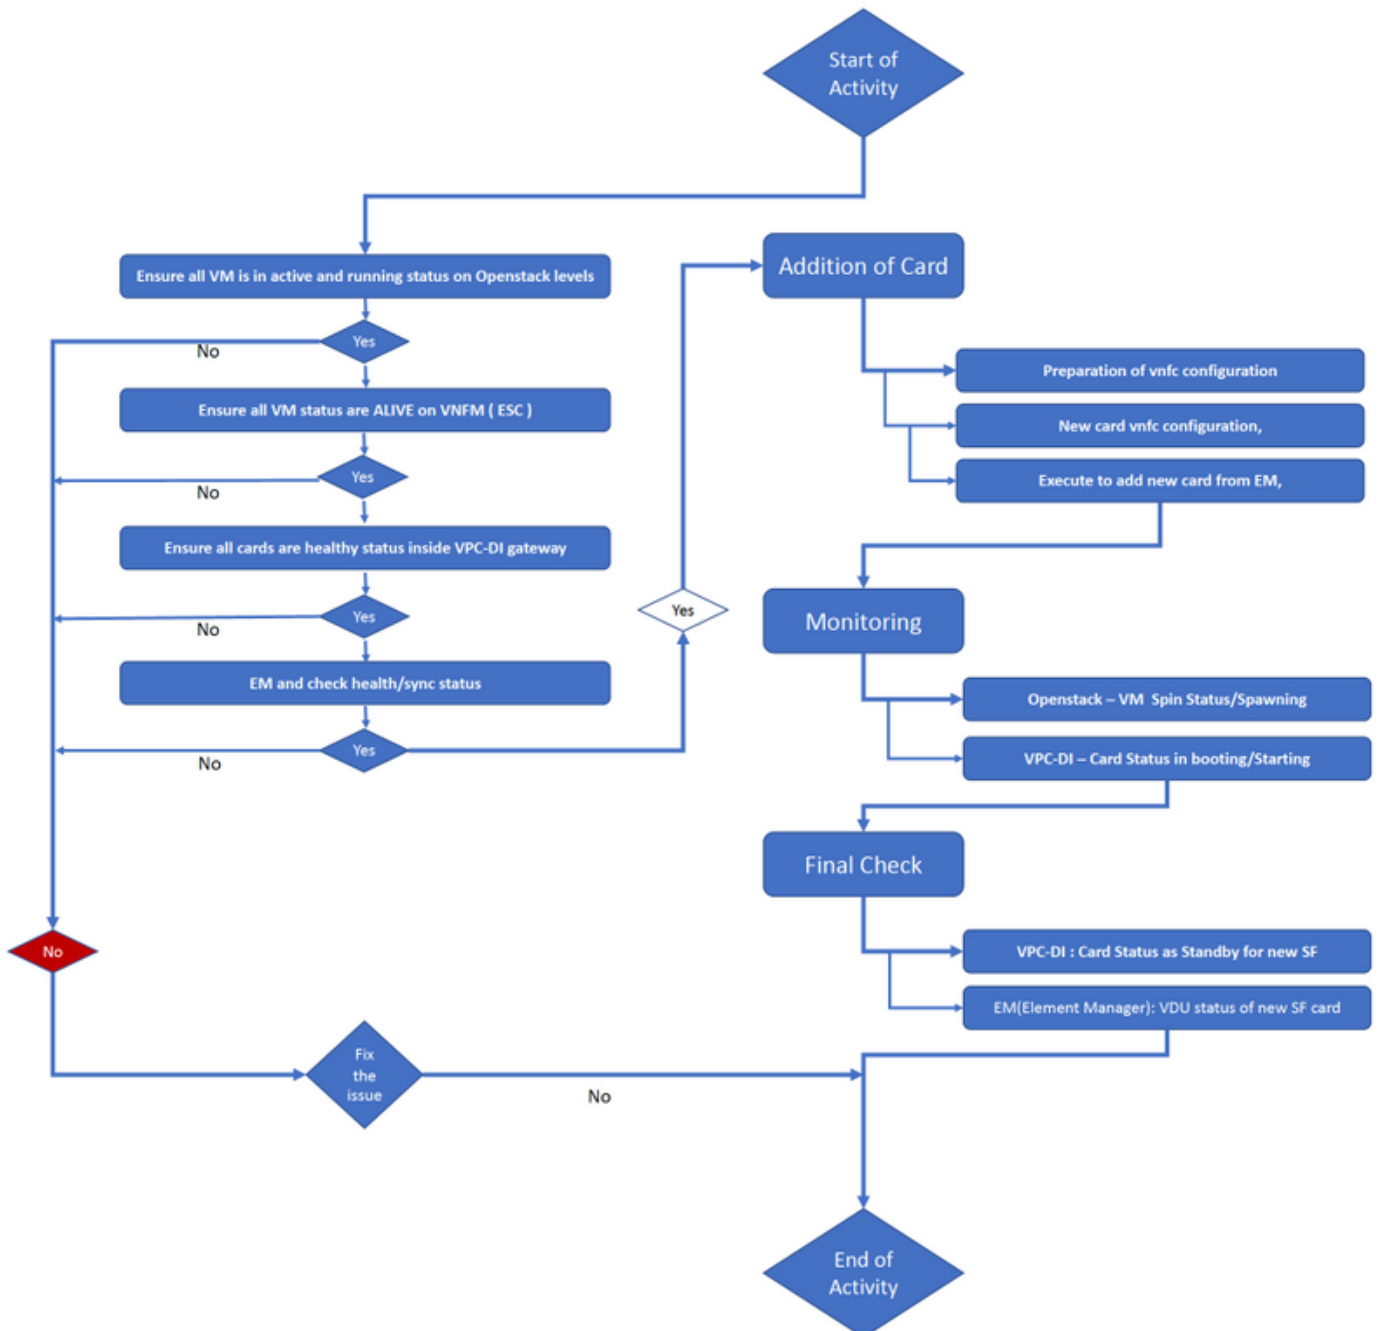 Start of
Activity
Ensure all VM is in active and running status on Openstack levels
Yes
No
Ensure all VM status are ALIVE on VNFM ( ESC )
Yes
No
Ensure all cards are healthy status inside VPC-DI gateway
Yes
No
EM and check health/sync status
Yes
No
Yes
Addition of Card
Preparation of vnfc configuration
New card vnfc configuration,
Execute to add new card from EM,
Monitoring
Openstack – VM  Spin Status/Spawning
VPC-DI – Card Status in booting/Starting
Final Check
VPC-DI : Card Status as Standby for new SF
EM(Element Manager): VDU status of new SF card
No
Fix
the
issue
No
End of
Activity